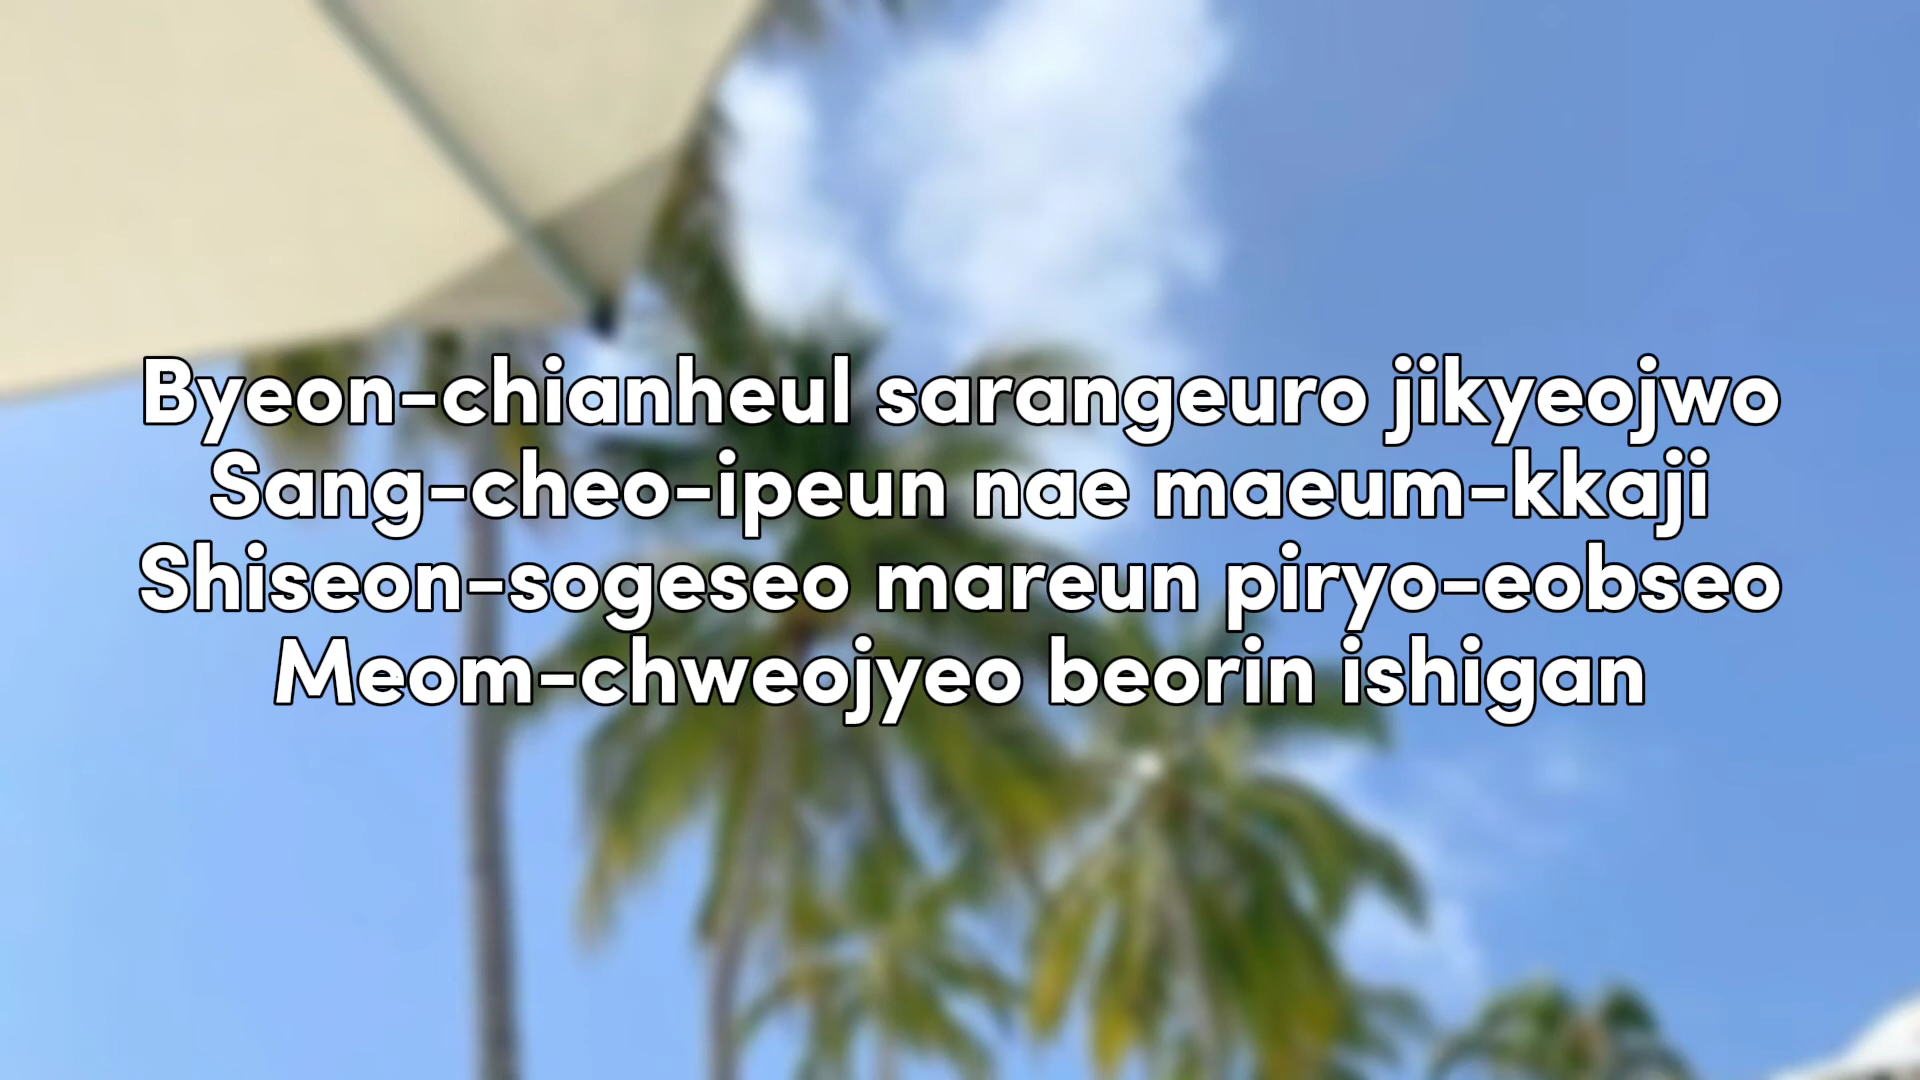 Byeon-chianheul sarangeuro jikyeojwo
Sang-cheo-ipeun nae maeum-kkaji
Shiseon-sogeseo mareun piryo-eobseo
Meom-chweojyeo beorin ishigan